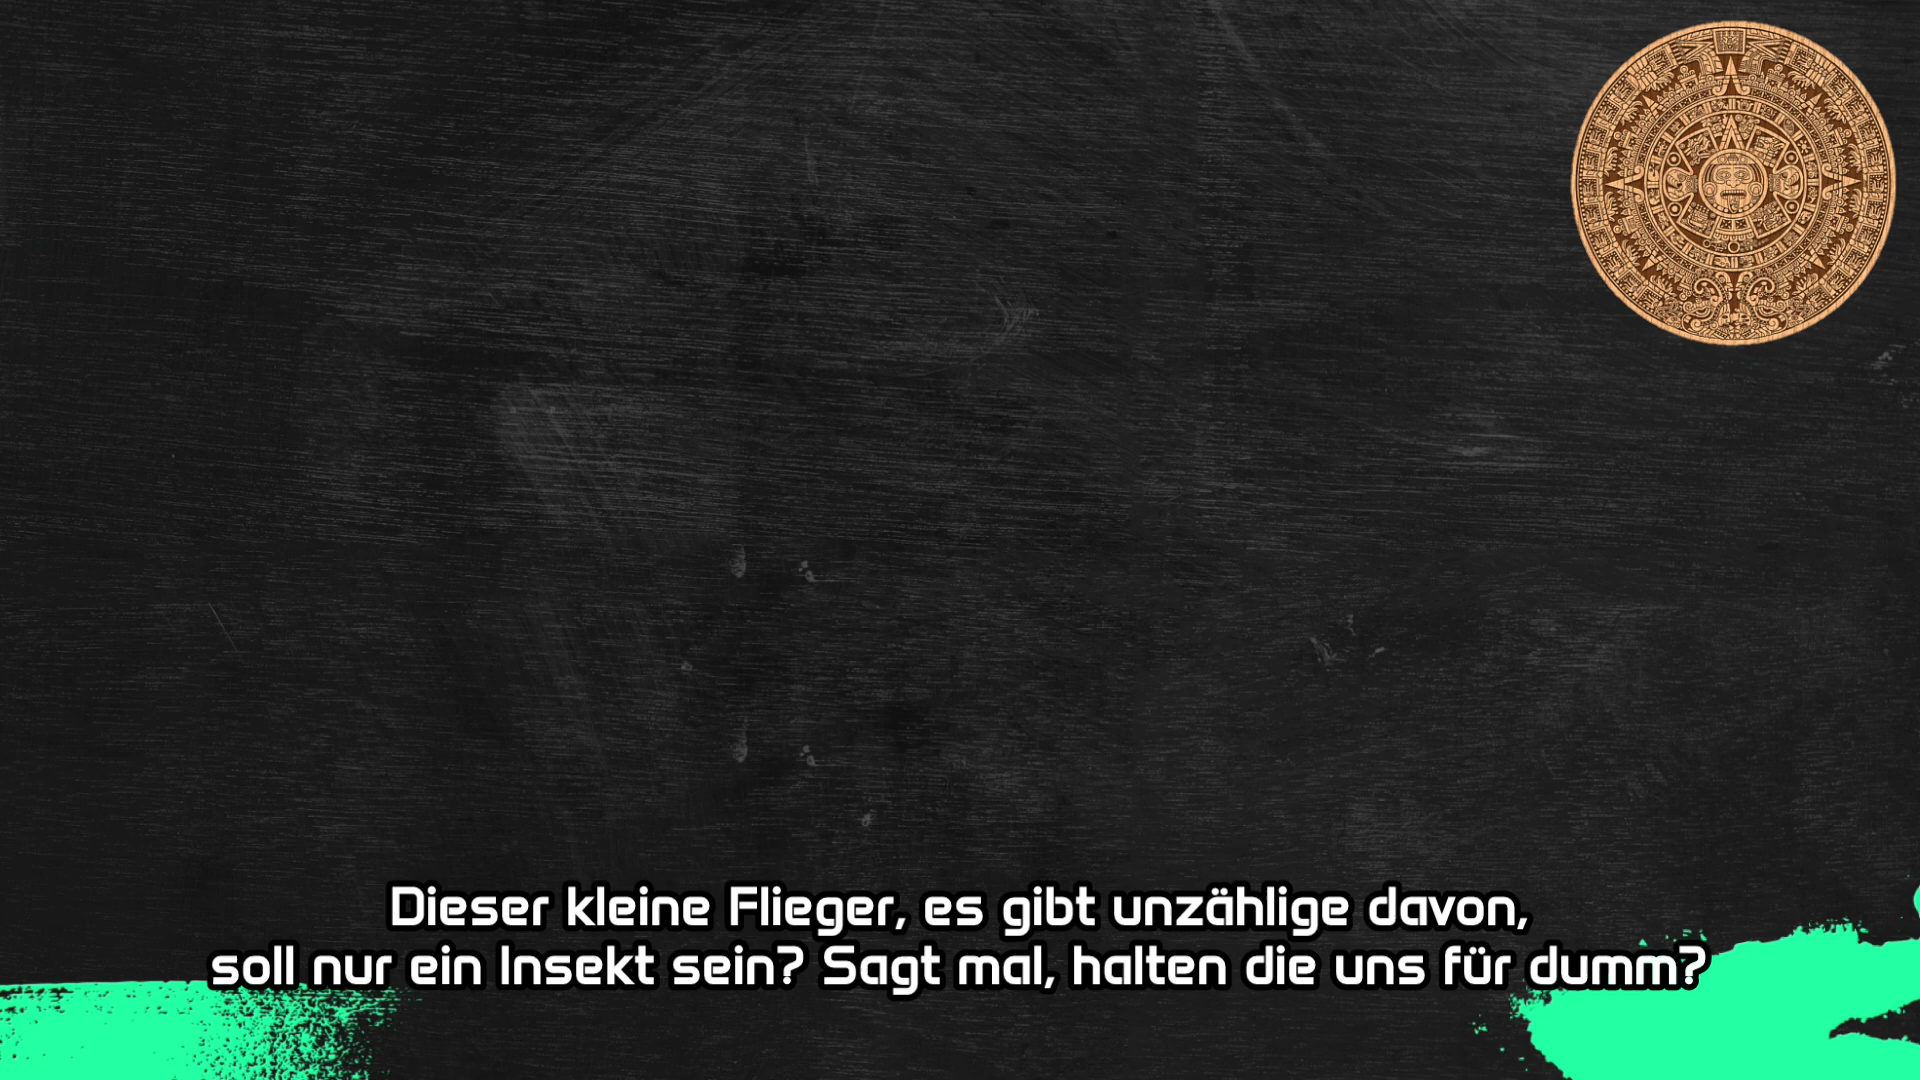 Dieser kleine Flieger, es gibt unzählige davon,
soll nur ein Insekt sein? Sagt mal, halten die uns für dumm?